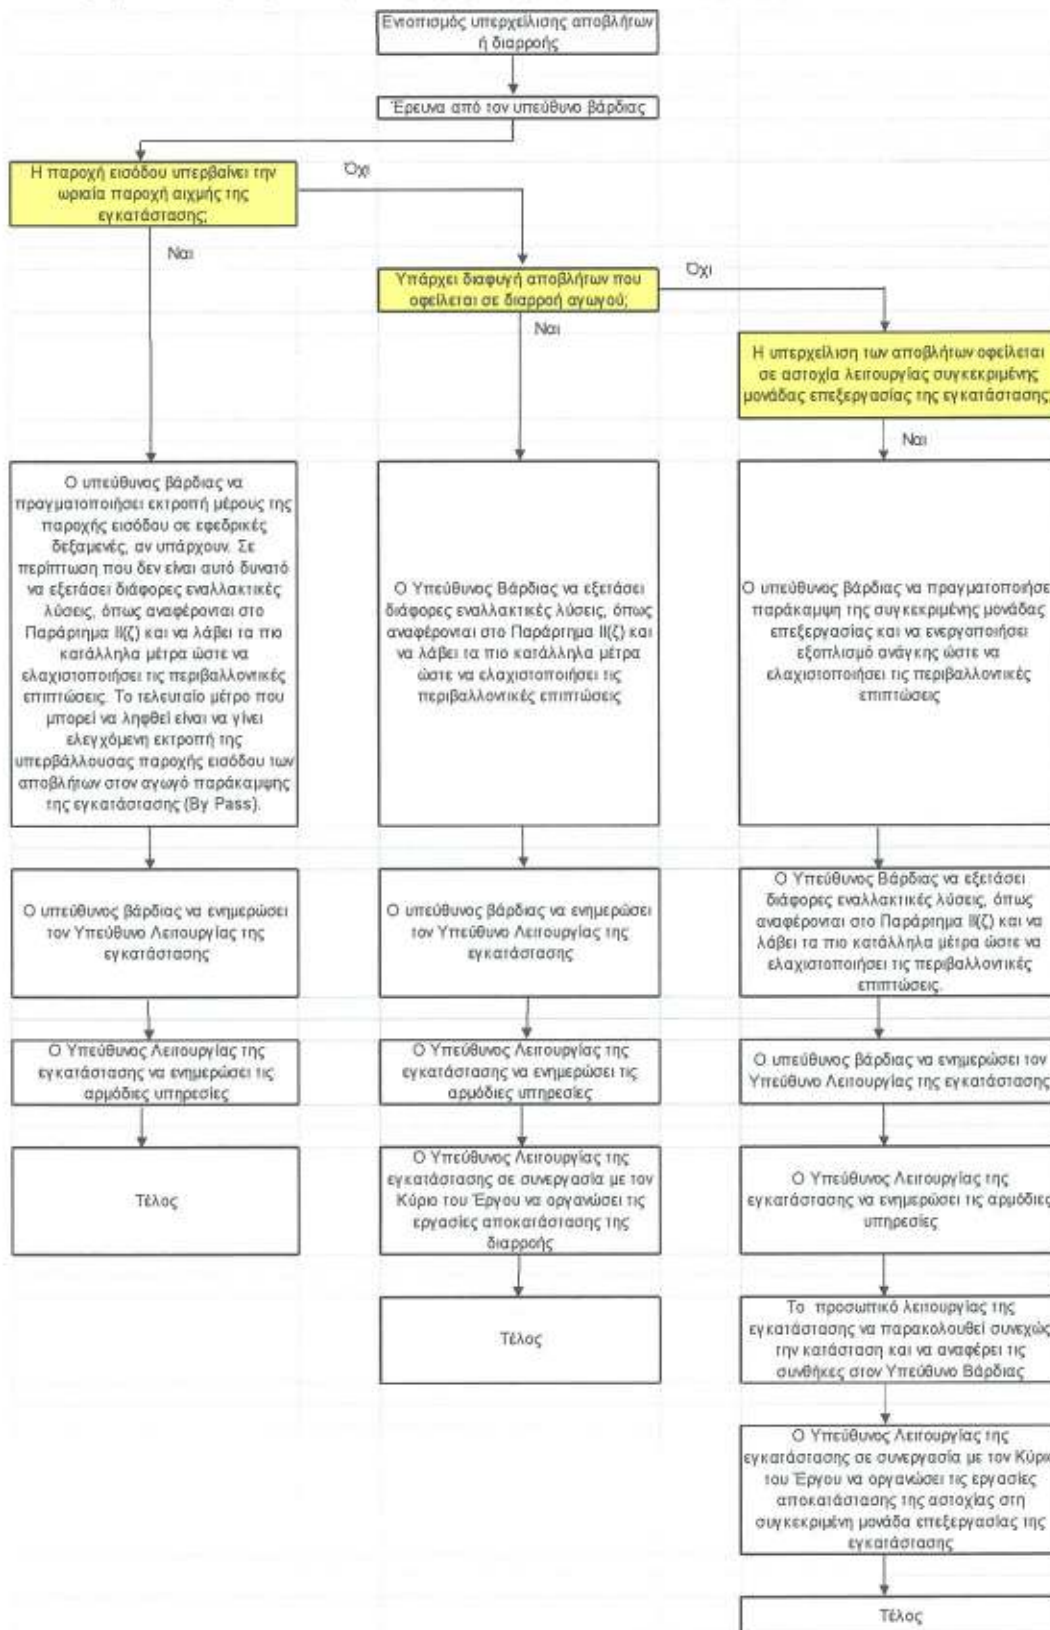 Εντοπισμός υπερχείλισης αποβλήτων
ή διαρροής
Έρευνα από τον υπεύθυνο βάρδιας
Η παροχή εισόδου υπερβαίνει την
ωριαία παροχή αιχμής της
εγκατάστασης;
Όχι
Ναι
Υπάρχει διαφυγή αποβλήτων που
οφείλεται σε διαρροή αγωγού;
Όχι
Ναι
Η υπερχείλιση των αποβλήτων οφείλεται
σε αστοχία λειτουργίας συγκεκριμένης
μονάδας επεξεργασίας της εγκατάστασης;
Ναι
Ο υπεύθυνος βάρδιας να
πραγματοποιήσει εκτροπή μέρους της
παροχής εισόδου σε εφεδρικές
δεξαμενές, αν υπάρχουν. Σε
περίπτωση που δεν είναι αυτό δυνατό
να εξετάσει διάφορες εναλλακτικές
λύσεις, όπως αναφέρονται στο
Παράρτημα ΙΙ(ζ) και να λάβει τα πιο
κατάλληλα μέτρα ώστε να
ελαχιστοποιήσει τις περιβαλλοντικές
επιπτώσεις. Το τελευταίο μέτρο που
μπορεί να ληφθεί είναι να γίνει
ελεγχόμενη εκτροπή της
υπερβάλλουσας παροχής εισόδου των
αποβλήτων στον αγωγό παράκαμψης
της εγκατάστασης (By Pass).
Ο Υπεύθυνος Βάρδιας να εξετάσει
διάφορες εναλλακτικές λύσεις, όπως
αναφέρονται στο Παράρτημα ΙΙ(ζ) και
να λάβει τα πιο κατάλληλα μέτρα
ώστε να ελαχιστοποιήσει τις
περιβαλλοντικές επιπτώσεις
Ο υπεύθυνος βάρδιας να πραγματοποιήσει
παράκαμψη της συγκεκριμένης μονάδας
επεξεργασίας και να ενεργοποιήσει
εξοπλισμό ανάγκης ώστε να
ελαχιστοποιήσει τις περιβαλλοντικές
επιπτώσεις
Ο υπεύθυνος βάρδιας να ενημερώσει
τον Υπεύθυνο Λειτουργίας της
εγκατάστασης
Ο υπεύθυνος βάρδιας να ενημερώσει
τον Υπεύθυνο Λειτουργίας της
εγκατάστασης
Ο Υπεύθυνος Βάρδιας να εξετάσει
διάφορες εναλλακτικές λύσεις, όπως
αναφέρονται στο Παράρτημα ΙΙ(ζ) και να
λάβει τα πιο κατάλληλα μέτρα ώστε να
ελαχιστοποιήσει τις περιβαλλοντικές
επιπτώσεις.
Ο Υπεύθυνος Λειτουργίας της
εγκατάστασης να ενημερώσει τις
αρμόδιες υπηρεσίες
Ο Υπεύθυνος Λειτουργίας της
εγκατάστασης να ενημερώσει τις
αρμόδιες υπηρεσίες
Ο υπεύθυνος βάρδιας να ενημερώσει τον
Υπεύθυνο Λειτουργίας της εγκατάστασης
Τέλος
Ο Υπεύθυνος Λειτουργίας της
εγκατάστασης σε συνεργασία με τον
Κύριο του Έργου να οργανώσει τις
εργασίες αποκατάστασης της
διαρροής
Ο Υπεύθυνος Λειτουργίας της
εγκατάστασης να ενημερώσει τις αρμόδιες
υπηρεσίες
Τέλος
Το προσωπικό λειτουργίας της
εγκατάστασης να παρακολουθεί συνεχώς
την κατάσταση και να αναφέρει τις
συνθήκες στον Υπεύθυνο Βάρδιας
Ο Υπεύθυνος Λειτουργίας της
εγκατάστασης σε συνεργασία με τον Κύριο
του Έργου να οργανώσει τις εργασίες
αποκατάστασης της αστοχίας στη
συγκεκριμένη μονάδα επεξεργασίας της
εγκατάστασης
Τέλος